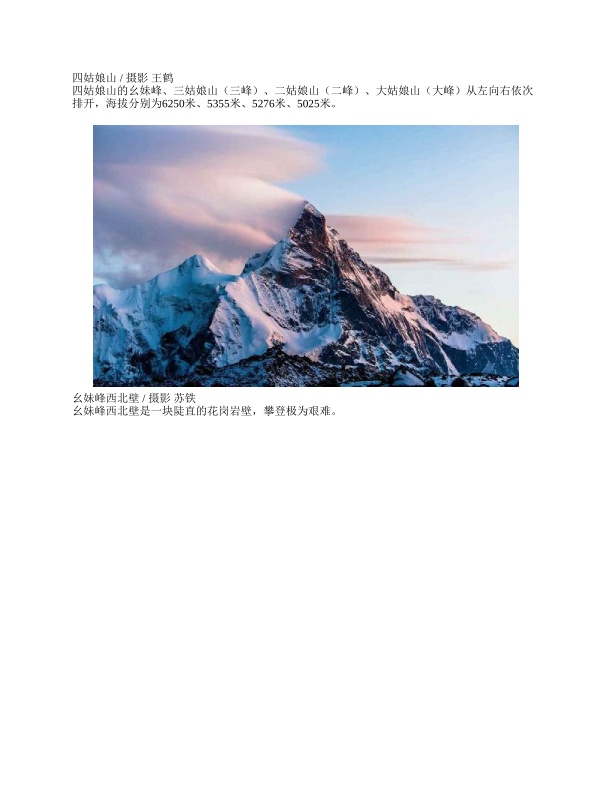 四姑娘山 / 摄影 王鹤
四姑娘山的幺妹峰、三姑娘山（三峰）、二姑娘山（二峰）、大姑娘山（大峰）从左向右依次
排开，海拔分别为6250米、5355米、5276米、5025米。
幺妹峰西北壁 / 摄影 苏铁
幺妹峰西北壁是一块陡直的花岗岩壁，攀登极为艰难。